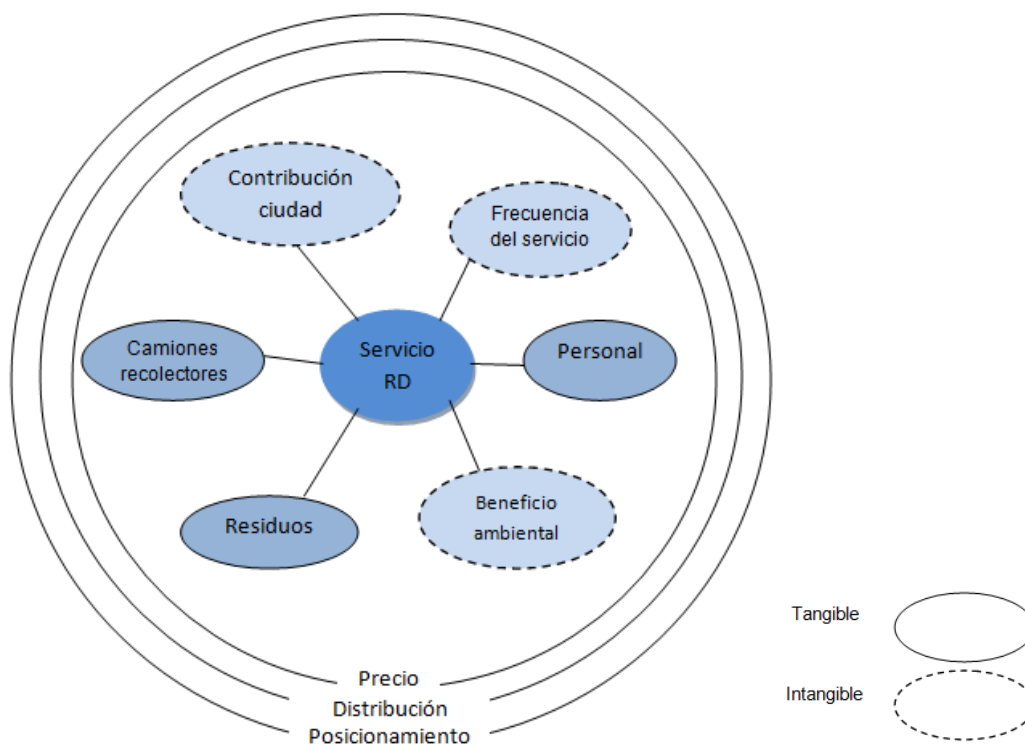 Contribución
ciudad
Frecuencia
del servicio
Camiones
recolectores
Servicio
RD
Personal
Residuos
Beneficio
ambiental
Tangible
Intangible
Precio
Distribución
Posicionamiento